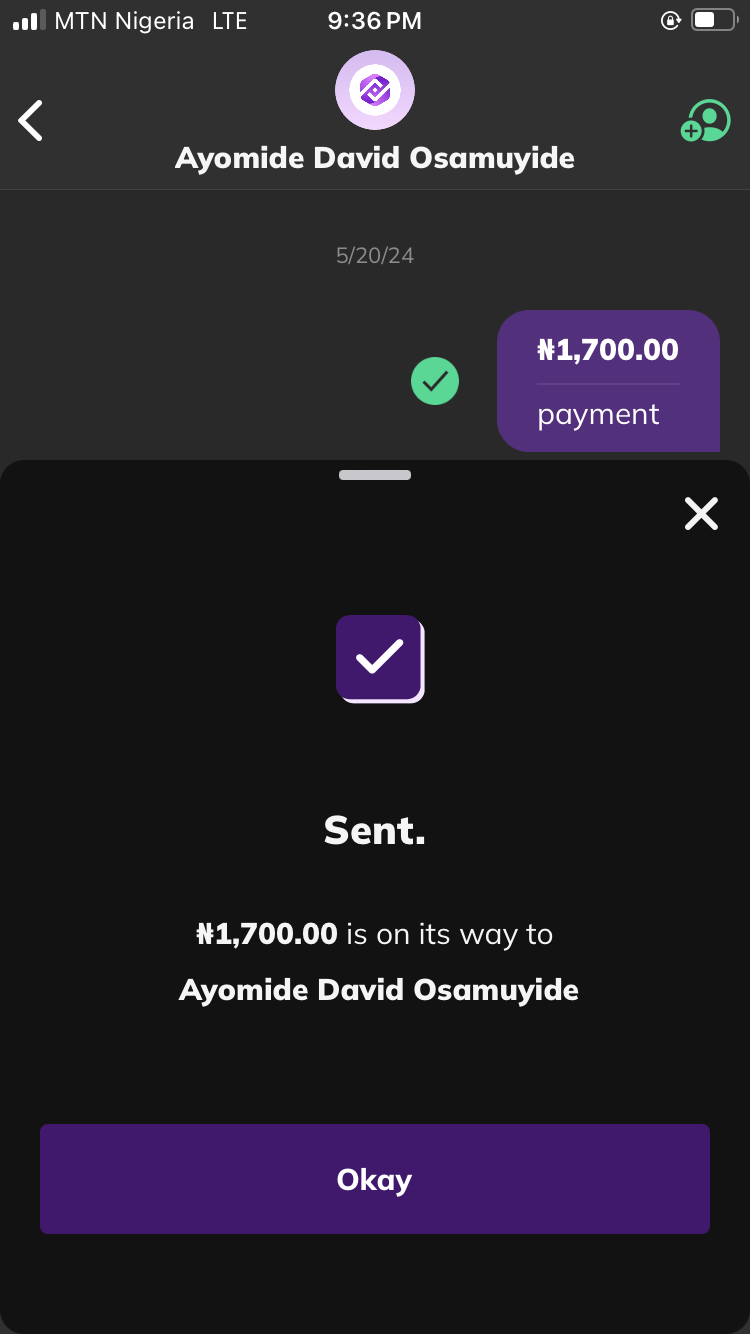 MTN Nigeria LTE 9:36 PM
Ayomide David Osamuyide
5/20/24
₦1,700.00
payment
Sent.
₦1,700.00 is on its way to
Ayomide David Osamuyide
Okay